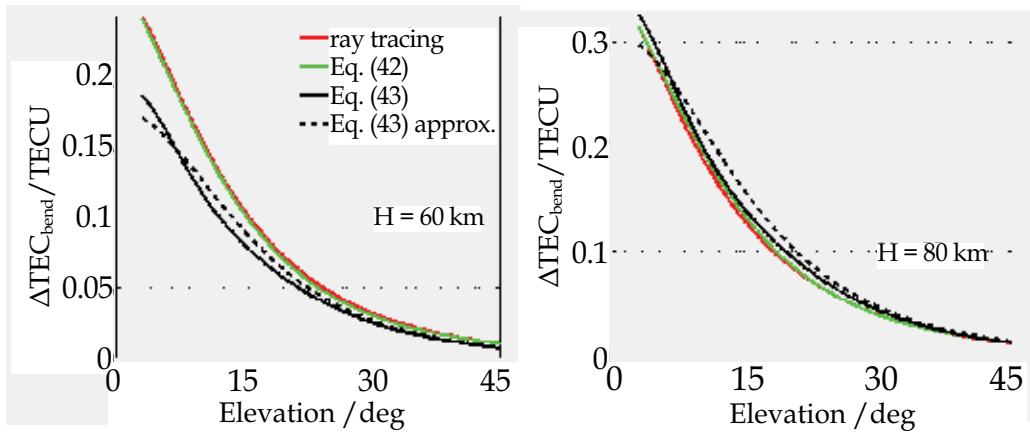 ΔTEC_bend/TECU
0.2
0.15
0.1
0.05
0
ray tracing
Eq. (42)
Eq. (43)
Eq. (43) approx.
H = 60 km
0 15 30 45
Elevation /deg
ΔTEC_bend/TECU
0.3
0.2
0.1
0
H = 80 km
0 15 30 45
Elevation /deg